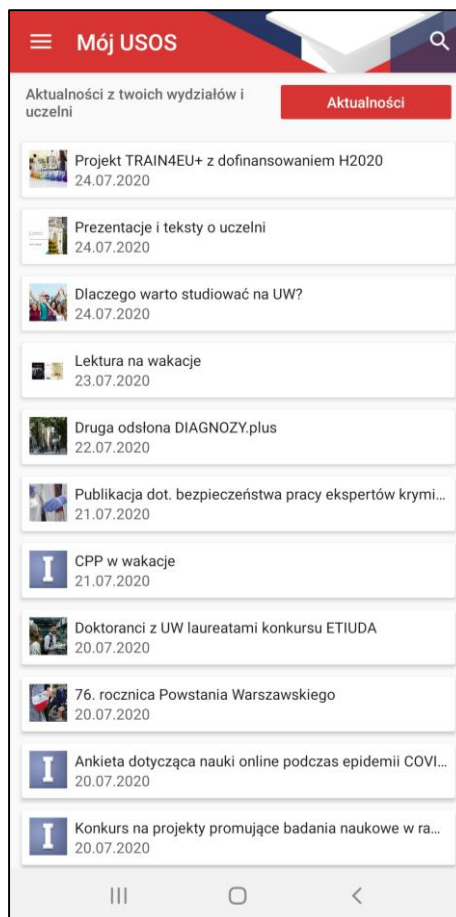 Mój USOS
Aktualności z twoich wydziałów i
uczelni
Aktualności
Projekt TRAIN4EU+ z dofinansowaniem H2020
24.07.2020
Prezentacje i teksty o uczelni
24.07.2020
Dlaczego warto studiować na UW?
24.07.2020
Lektura na wakacje
23.07.2020
Druga odsłona DIAGNOZY.plus
22.07.2020
Publikacja dot. bezpieczeństwa pracy ekspertów krymi...
21.07.2020
I
CPP w wakacje
21.07.2020
Doktoranci z UW laureatami konkursu ETIUDA
20.07.2020
76. rocznica Powstania Warszawskiego
20.07.2020
I
Ankieta dotycząca nauki online podczas epidemii COVI...
20.07.2020
I
Konkurs na projekty promujące badania naukowe w ra...
20.07.2020